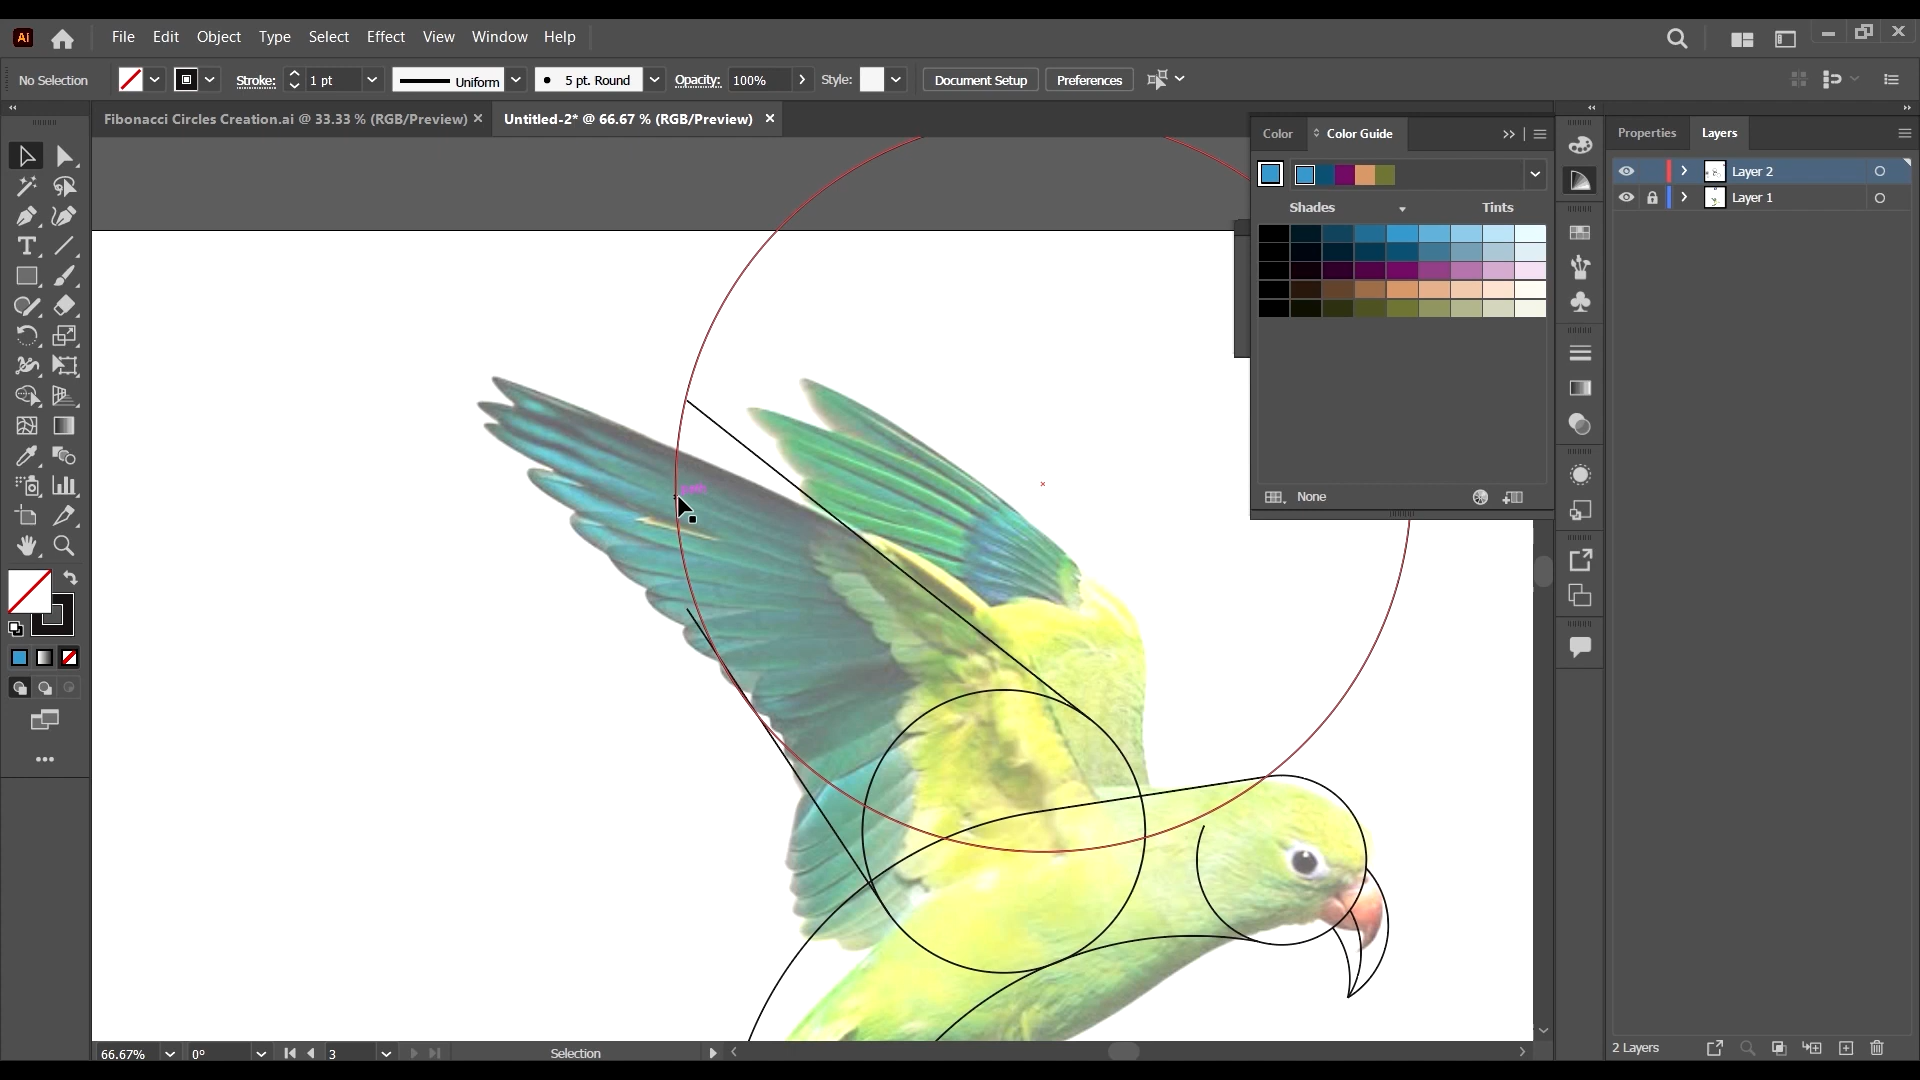 Ai File Edit Object Type Select Effect View Window Help
No Selection Stroke: 1 pt Uniform 5 pt. Round Opacity: 100% Style: Document Setup Preferences
Fibonacci Circles Creation.ai @ 33.33 % (RGB/Preview) Untitled-2* @ 66.67 % (RGB/Preview)
Color Color Guide
Properties Layers
Layer 2
Layer 1
Shades Tints
None
66.67% 0° 3 Selection
2 Layers